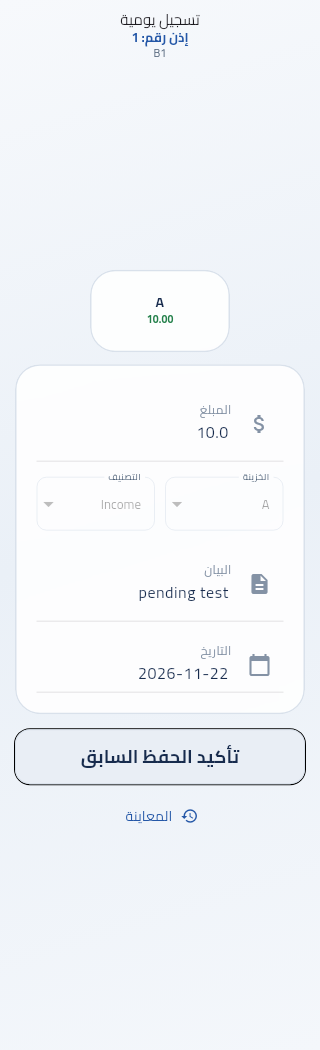 تسجيل يومية
إذن رقم: 1
B1
A
10.00
المبلغ
10.0
الخزينة
A
التصنيف
Income
البيان
pending test
التاريخ
2026-11-22
تأكيد الحفظ السابق
المعاينة